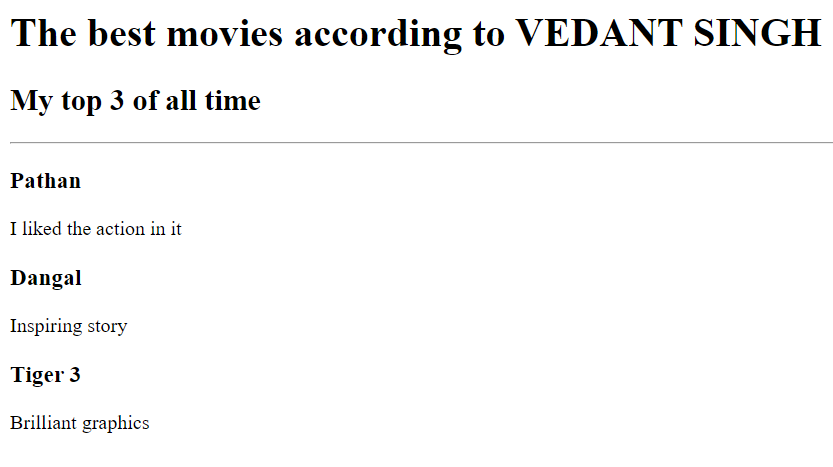 The best movies according to VEDANT SINGH
My top 3 of all time
Pathan
I liked the action in it
Dangal
Inspiring story
Tiger 3
Brilliant graphics